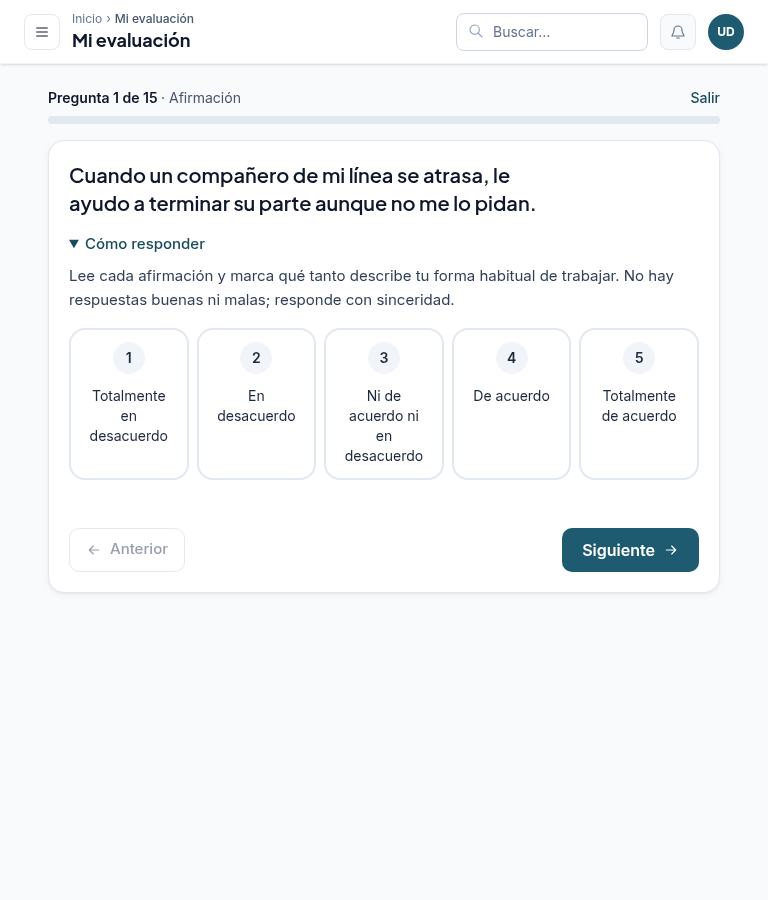 Inicio › Mi evaluación
Mi evaluación
Buscar...
UD
Pregunta 1 de 15 · Afirmación
Salir
Cuando un compañero de mi línea se atrasa, le
ayudo a terminar su parte aunque no me lo pidan.
▼ Cómo responder
Lee cada afirmación y marca qué tanto describe tu forma habitual de trabajar. No hay
respuestas buenas ni malas; responde con sinceridad.
1
Totalmente
en
desacuerdo
2
En
desacuerdo
3
Ni de
acuerdo ni
en
desacuerdo
4
De acuerdo
5
Totalmente
de acuerdo
← Anterior
Siguiente →